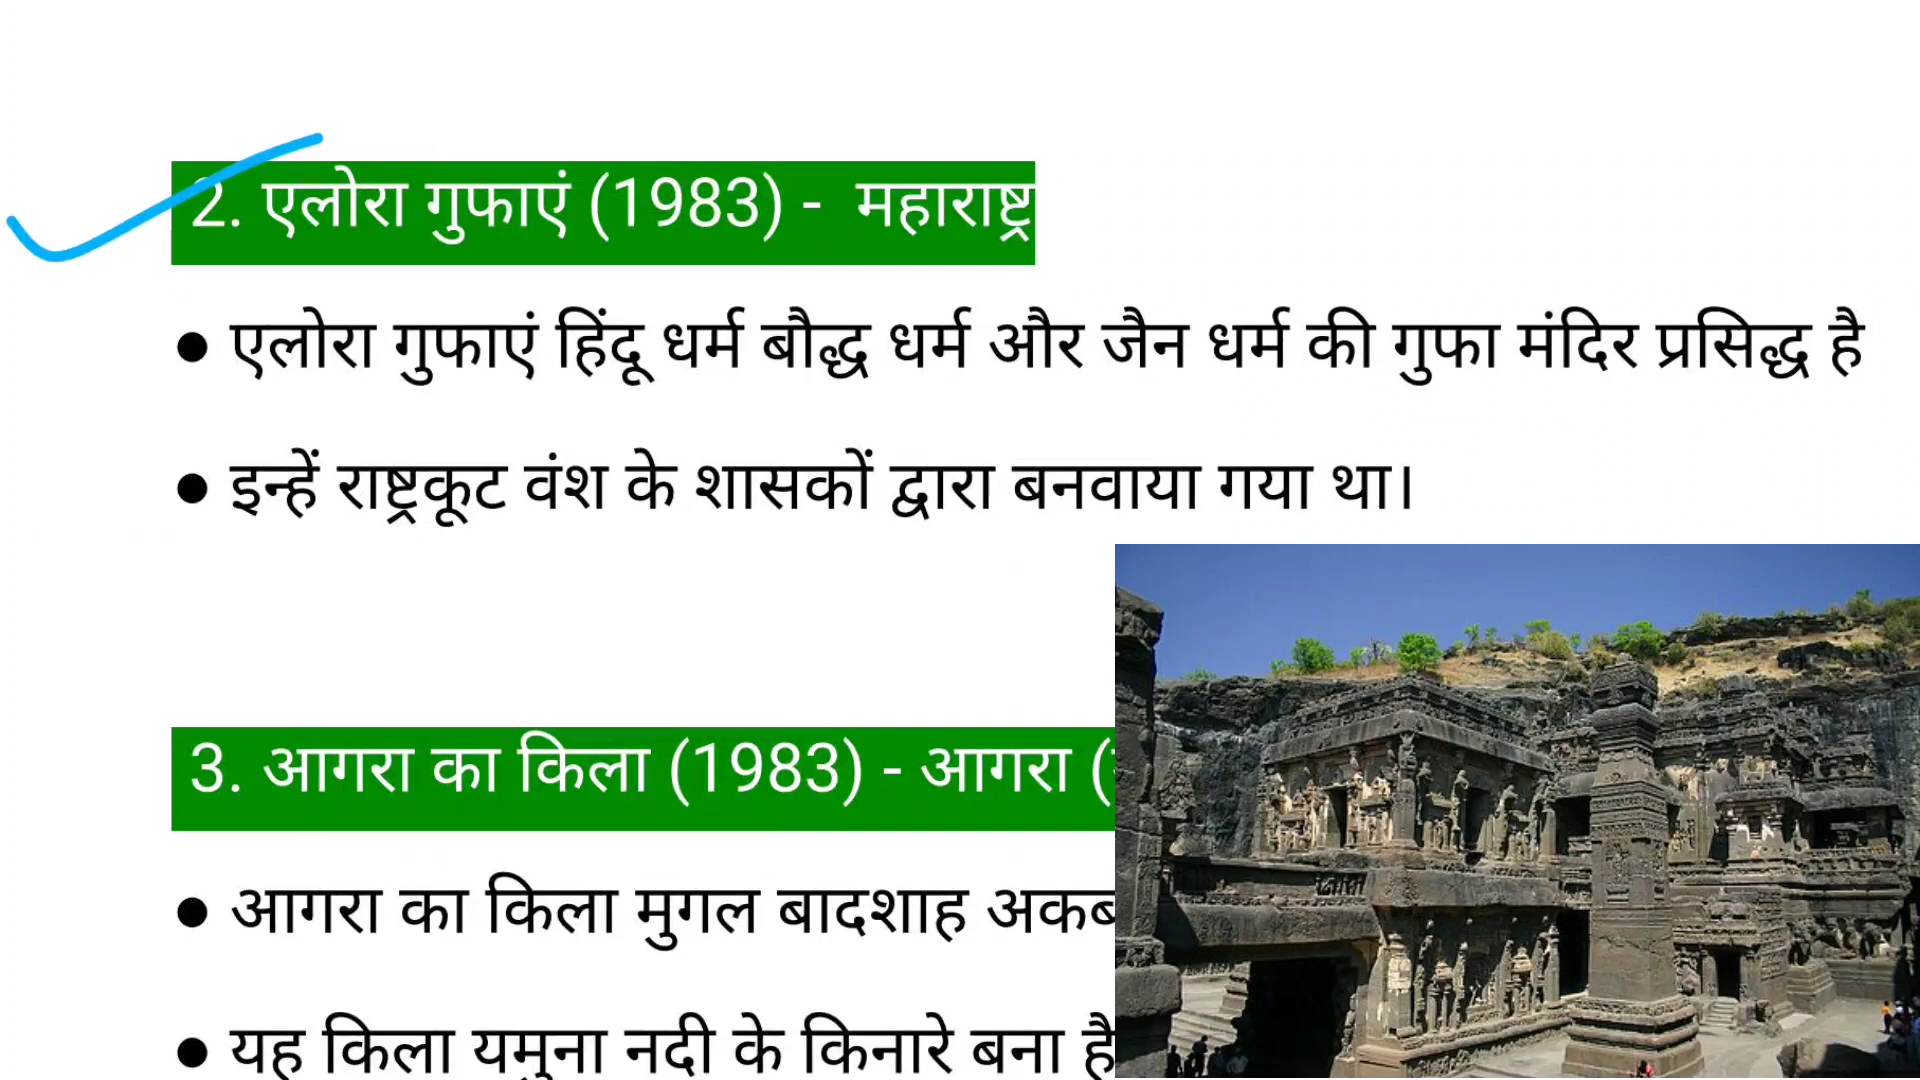 2. एलोरा गुफाएं (1983) - महाराष्ट्र
● एलोरा गुफाएं हिंदू धर्म बौद्ध धर्म और जैन धर्म की गुफा मंदिर प्रसिद्ध है
● इन्हें राष्ट्रकूट वंश के शासकों द्वारा बनवाया गया था।
3. आगरा का किला (1983) - आगरा (
● आगरा का किला मुगल बादशाह
● यह किला यमुना नदी के किनारे बना है